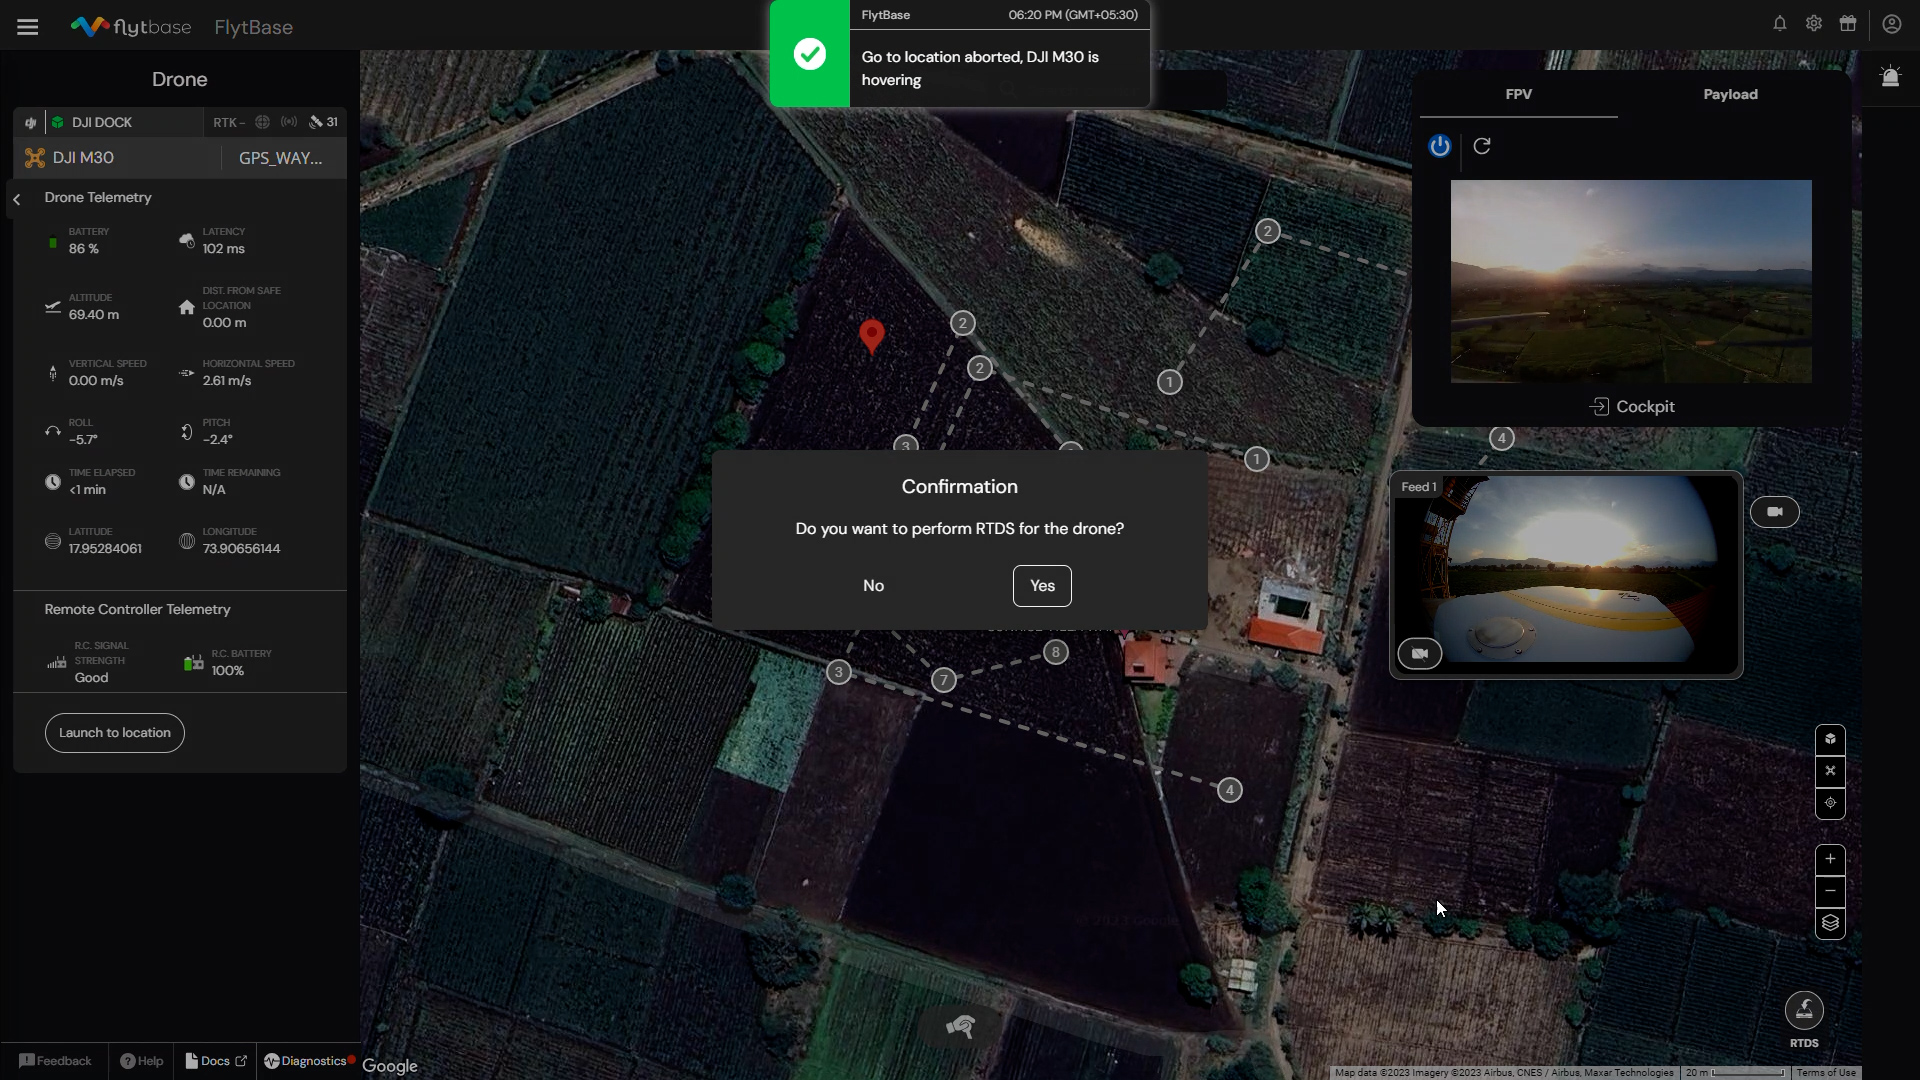 flytbase FlytBase
FlytBase 06:20 PM (GMT+05:30)
Go to location aborted, DJI M30 is
hovering
Drone
DJI DOCK RTK – 31
DJI M30 GPS_WAY...
Drone Telemetry
BATTERY
86 %
LATENCY
102 ms
ALTITUDE
69.40 m
DIST. FROM SAFE
LOCATION
0.00 m
VERTICAL SPEED
0.00 m/s
HORIZONTAL SPEED
2.61 m/s
ROLL
-5.7°
PITCH
-2.4°
TIME ELAPSED
<1 min
TIME REMAINING
N/A
LATITUDE
17.95284061
LONGITUDE
73.90656144
Remote Controller Telemetry
R.C. SIGNAL
STRENGTH
Good
R.C. BATTERY
100%
Launch to location
Feedback Help Docs Diagnostics
2
2
2
1
3
1
4
Confirmation
Do you want to perform RTDS for the drone?
No Yes
8
3
7
4
FPV Payload
Cockpit
Feed 1
RTDS
Google
Map data ©2023 Imagery ©2023 Airbus, CNES / Airbus, Maxar Technologies 20 m Terms of Use